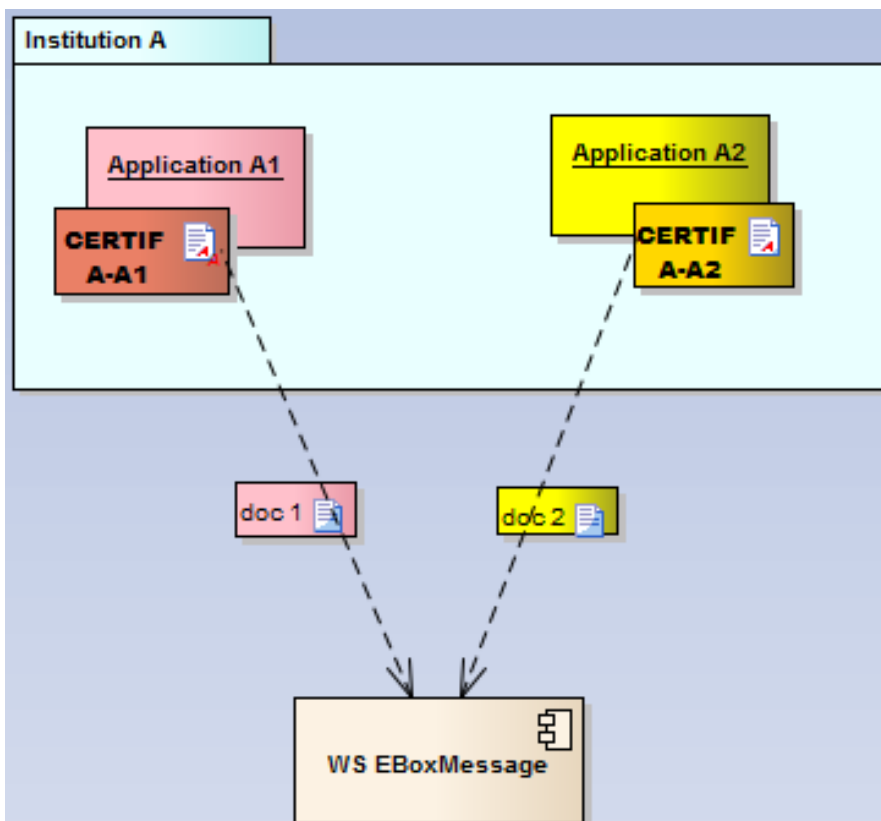 Institution A
Application A1
Application A2
CERTIF
A-A1
CERTIF
A-A2
doc 1
doc 2
WS EBoxMessage